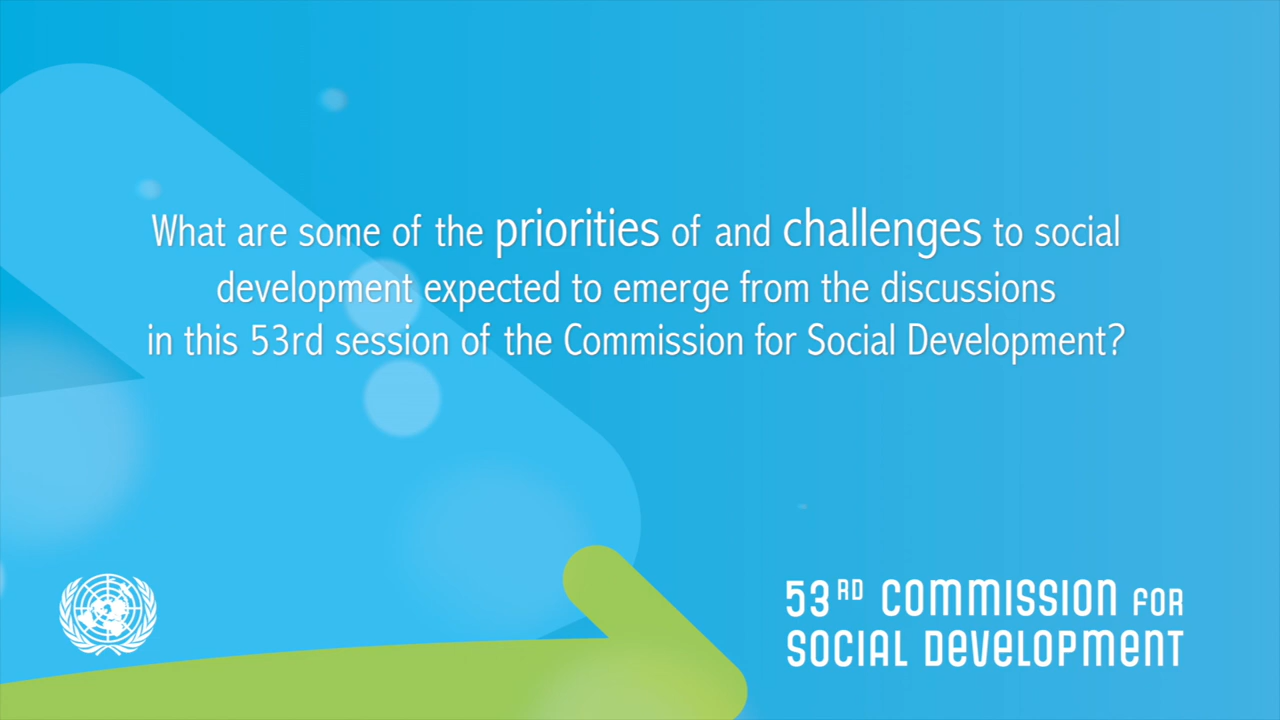 What are some of the priorities of and challenges to social
development expected to emerge from the discussions
in this 53rd session of the Commission for Social Development?
53RD COMMISSION FOR
SOCIAL DEVELOPMENT